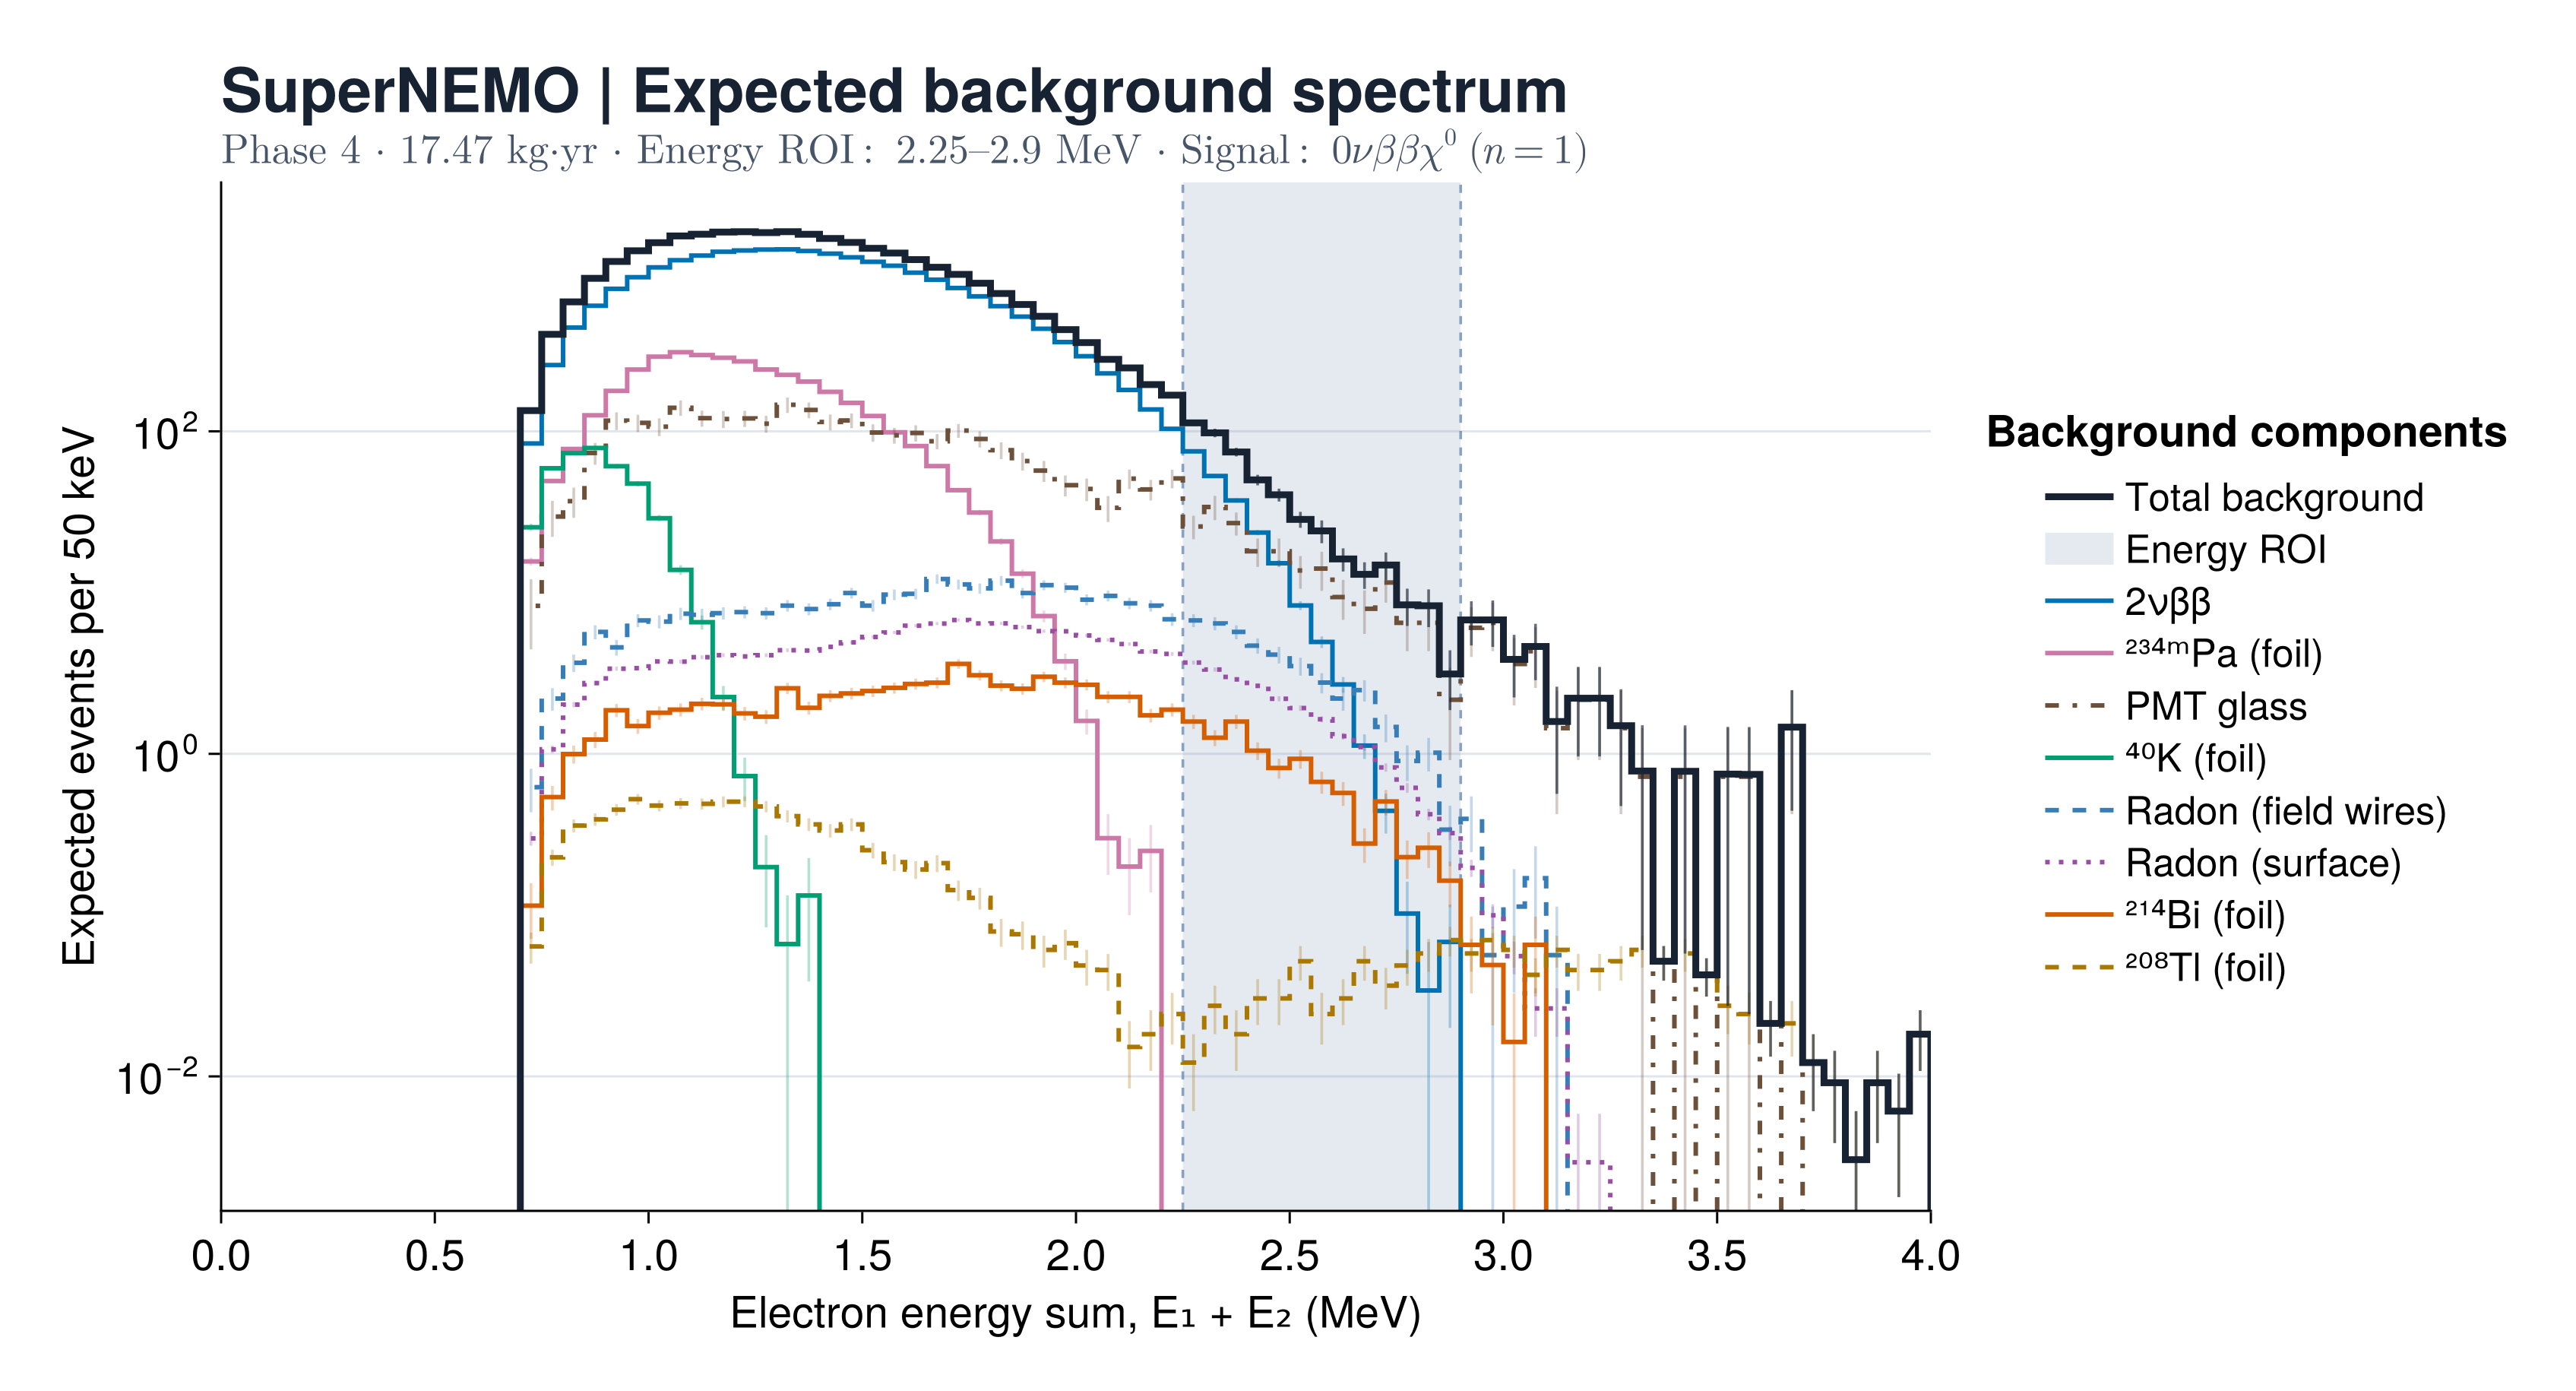 SuperNEMO | Expected background spectrum
Phase 4 · 17.47 kg·yr · Energy ROI: 2.25–2.9 MeV · Signal: 0νββχ⁰ (n = 1)
Expected events per 50 keV
10²
10⁰
10⁻²
0.0 0.5 1.0 1.5 2.0 2.5 3.0 3.5 4.0
Electron energy sum, E₁ + E₂ (MeV)
Background components
Total background
Energy ROI
2νββ
²³⁴ᵐPa (foil)
PMT glass
⁴⁰K (foil)
Radon (field wires)
Radon (surface)
²¹⁴Bi (foil)
²⁰⁸Tl (foil)